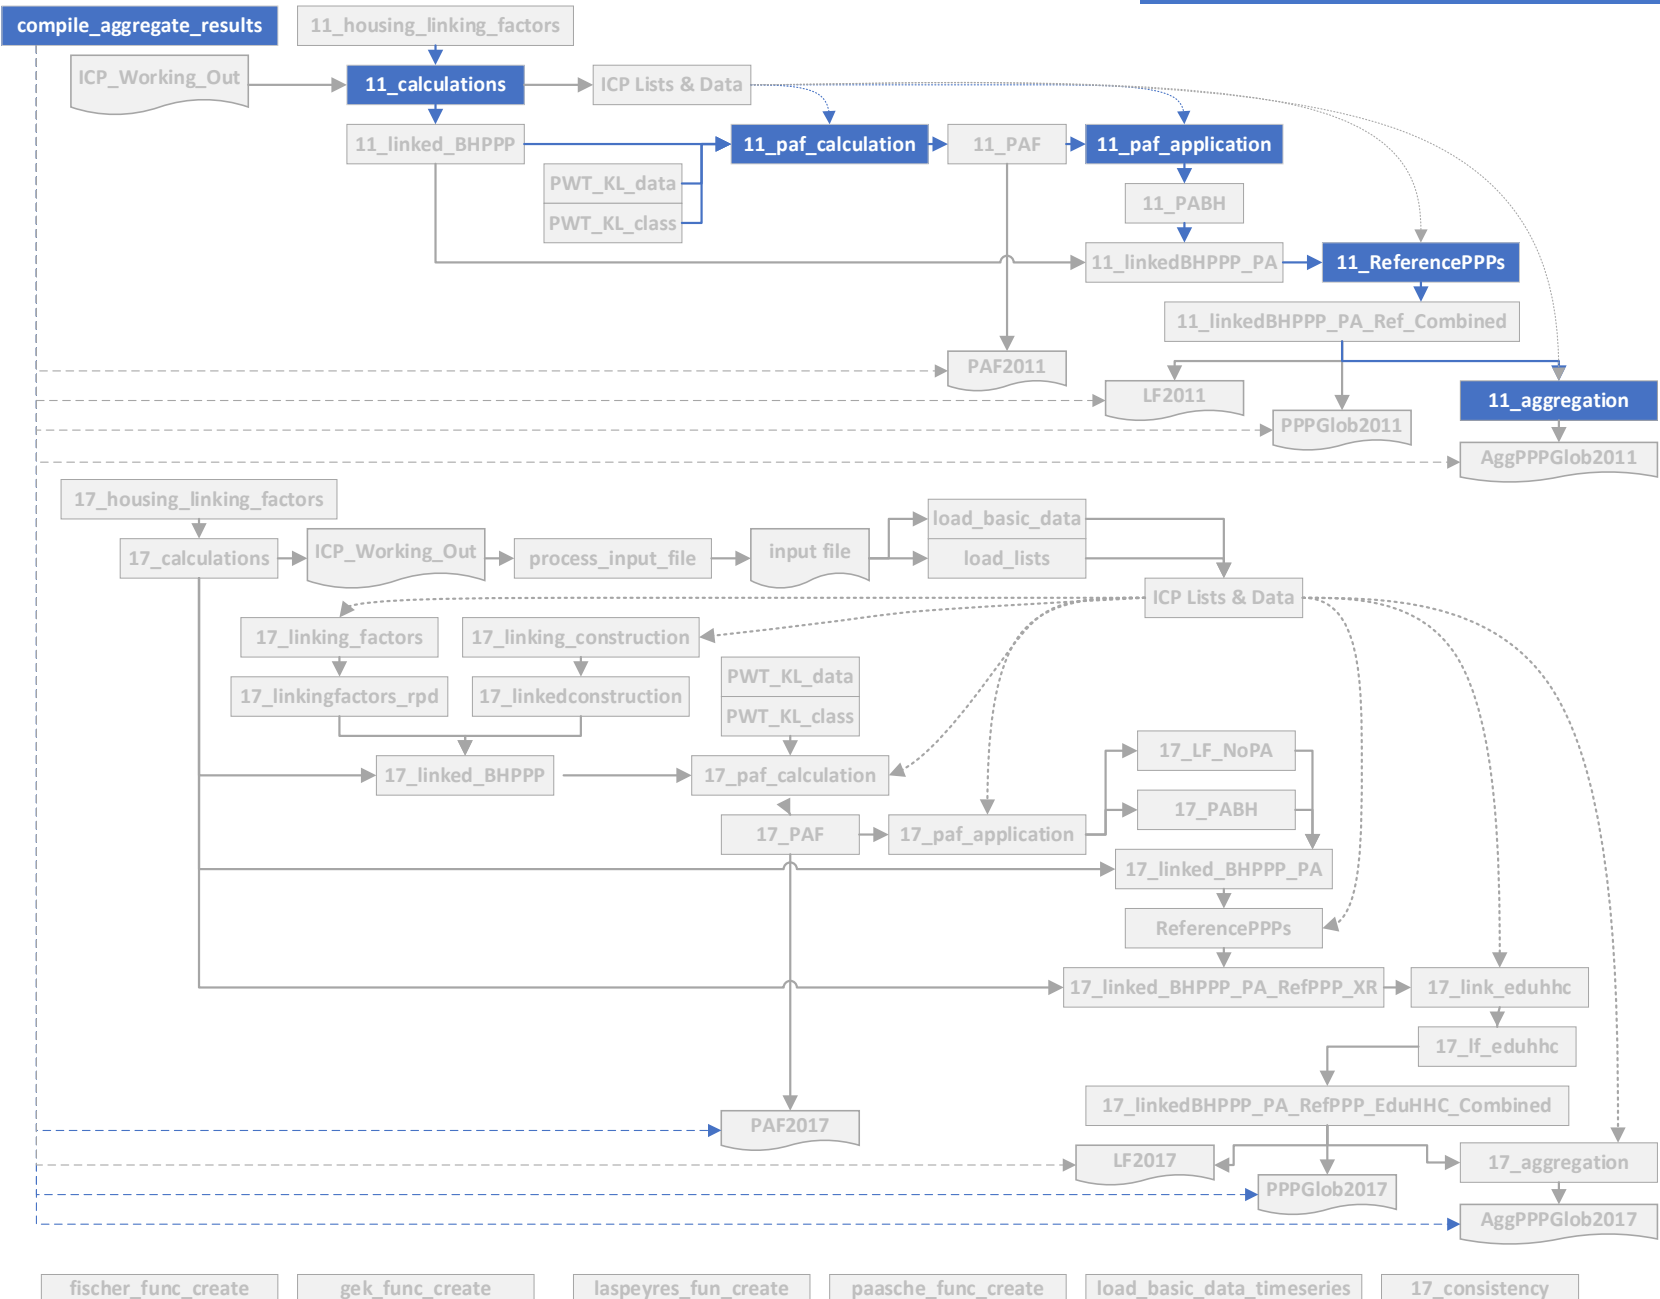 compile_aggregate_results
11_housing_linking_factors
ICP_Working_Out
11_calculations
ICP Lists & Data
11_linked_BHPPP
11_paf_calculation
11_PAF
11_paf_application
PWT_KL_data
PWT_KL_class
11_PABH
11_linkedBHPPP_PA
11_ReferencePPPs
11_linkedBHPPP_PA_Ref_Combined
PAF2011
LF2011
11_aggregation
PPPGlob2011
AggPPPGlob2011
17_housing_linking_factors
17_calculations
ICP_Working_Out
process_input_file
input file
load_basic_data
load_lists
ICP Lists & Data
17_linking_factors
17_linking_construction
PWT_KL_data
17_linkingfactors_rpd
17_linkedconstruction
PWT_KL_class
17_LF_NoPA
17_linked_BHPPP
17_paf_calculation
17_PABH
17_PAF
17_paf_application
17_linked_BHPPP_PA
ReferencePPPs
17_linked_BHPPP_PA_RefPPP_XR
17_link_eduhhc
17_lf_eduhhc
17_linkedBHPPP_PA_RefPPP_EduHHC_Combined
PAF2017
LF2017
17_aggregation
PPPGlob2017
AggPPPGlob2017
fischer_func_create
gek_func_create
laspeyres_fun_create
paasche_func_create
load_basic_data_timeseries
17_consistency